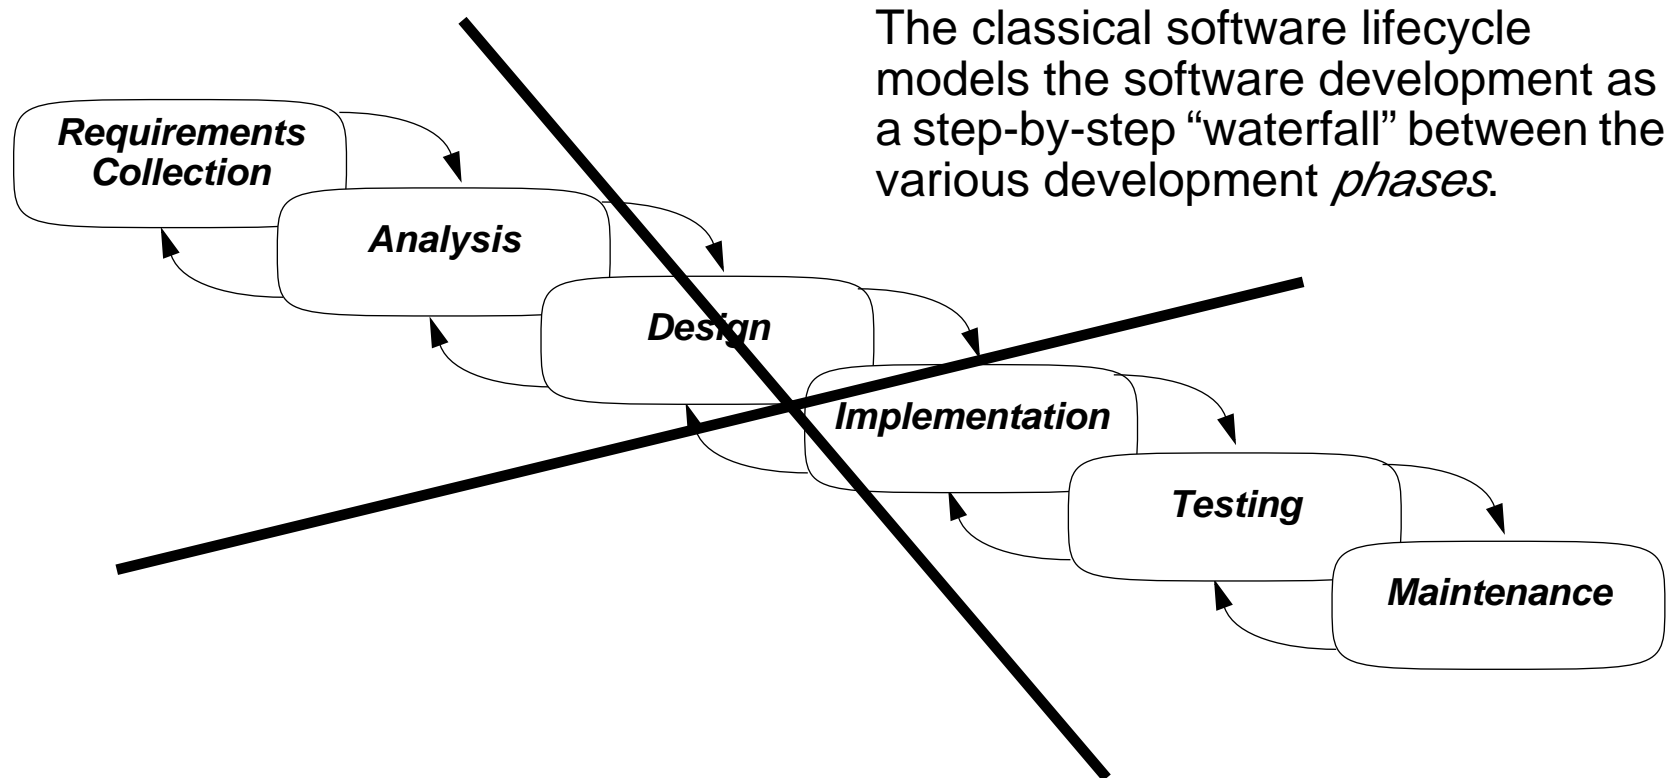 The classical software lifecycle
models the software development as
a step-by-step “waterfall” between the
various development phases.
Requirements
Collection
Analysis
Design
Implementation
Testing
Maintenance